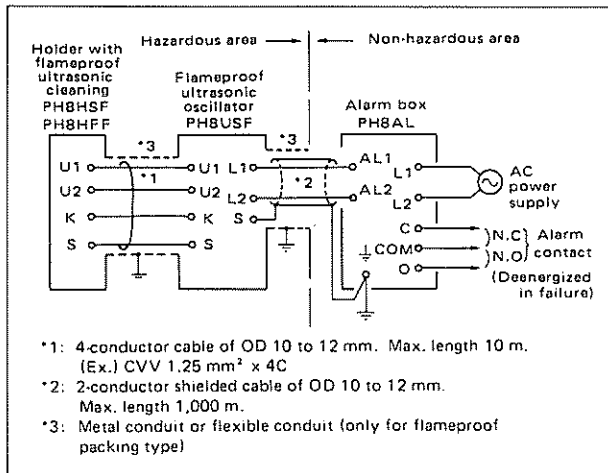 Hazardous area
Non-hazardous area
Holder with
flameproof
ultrasonic
cleaning
PH8HSF
PH8HFF
Flameproof
ultrasonic
oscillator
PH8USF
Alarm box
PH8AL
*3
*3
*1
*2
U1
U2
K
S
U1
U2
K
S
L1
L2
S
AL1
AL2
L1
L2
C
COM
O
AC
power
supply
N.C
N.O
Alarm
contact
(Deenergized
in failure)
*1: 4-conductor cable of OD 10 to 12 mm. Max. length 10 m.
(Ex.) CVV 1.25 mm² x 4C
*2: 2-conductor shielded cable of OD 10 to 12 mm.
Max. length 1,000 m.
*3: Metal conduit or flexible conduit (only for flameproof
packing type)